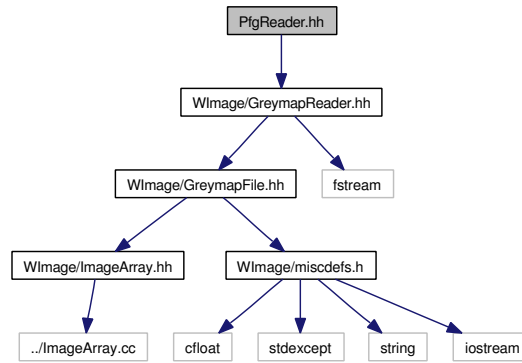 PfgReader.hh
WImage/GreymapReader.hh
WImage/GreymapFile.hh
fstream
WImage/ImageArray.hh
WImage/miscdefs.h
../ImageArray.cc
cfloat
stdexcept
string
iostream